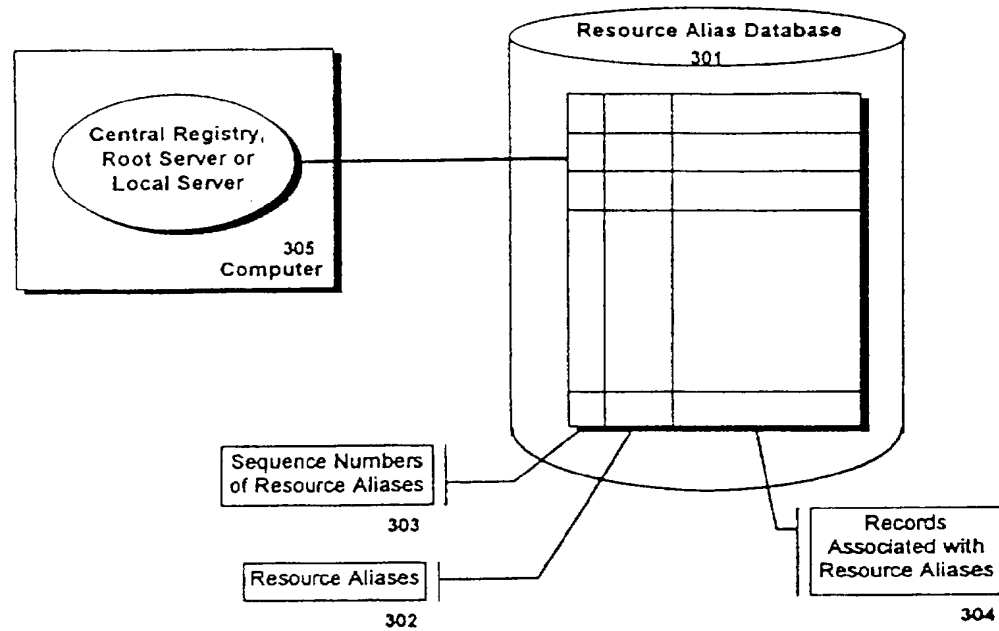 Resource Alias Database
301
Central Registry,
Root Server or
Local Server
305
Computer
Sequence Numbers
of Resource Aliases
303
Resource Aliases
302
Records
Associated with
Resource Aliases
304